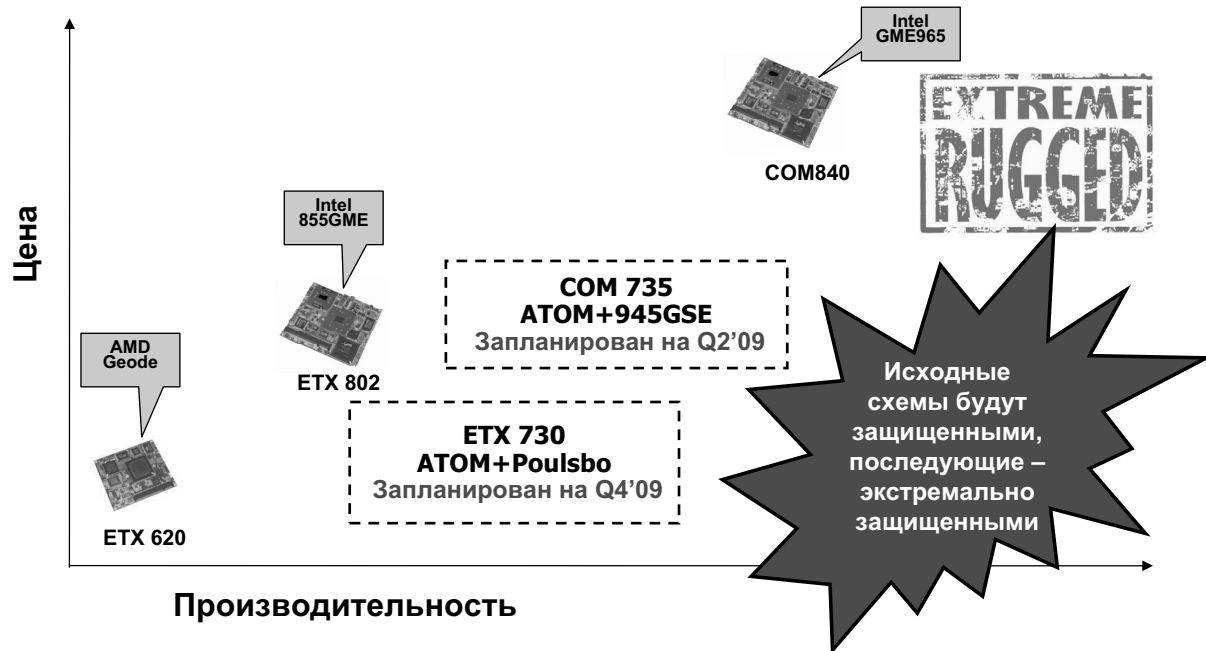 Intel
GME965
EXTREME
RUGGED
COM840
Intel
855GME
Цена
COM 735
ATOM+945GSE
Запланирован на Q2’09
AMD
Geode
ETX 802
Исходные
схемы будут
защищенными,
последующие –
экстремально
защищенными
ETX 730
ATOM+Poulsbo
Запланирован на Q4’09
ETX 620
Производительность